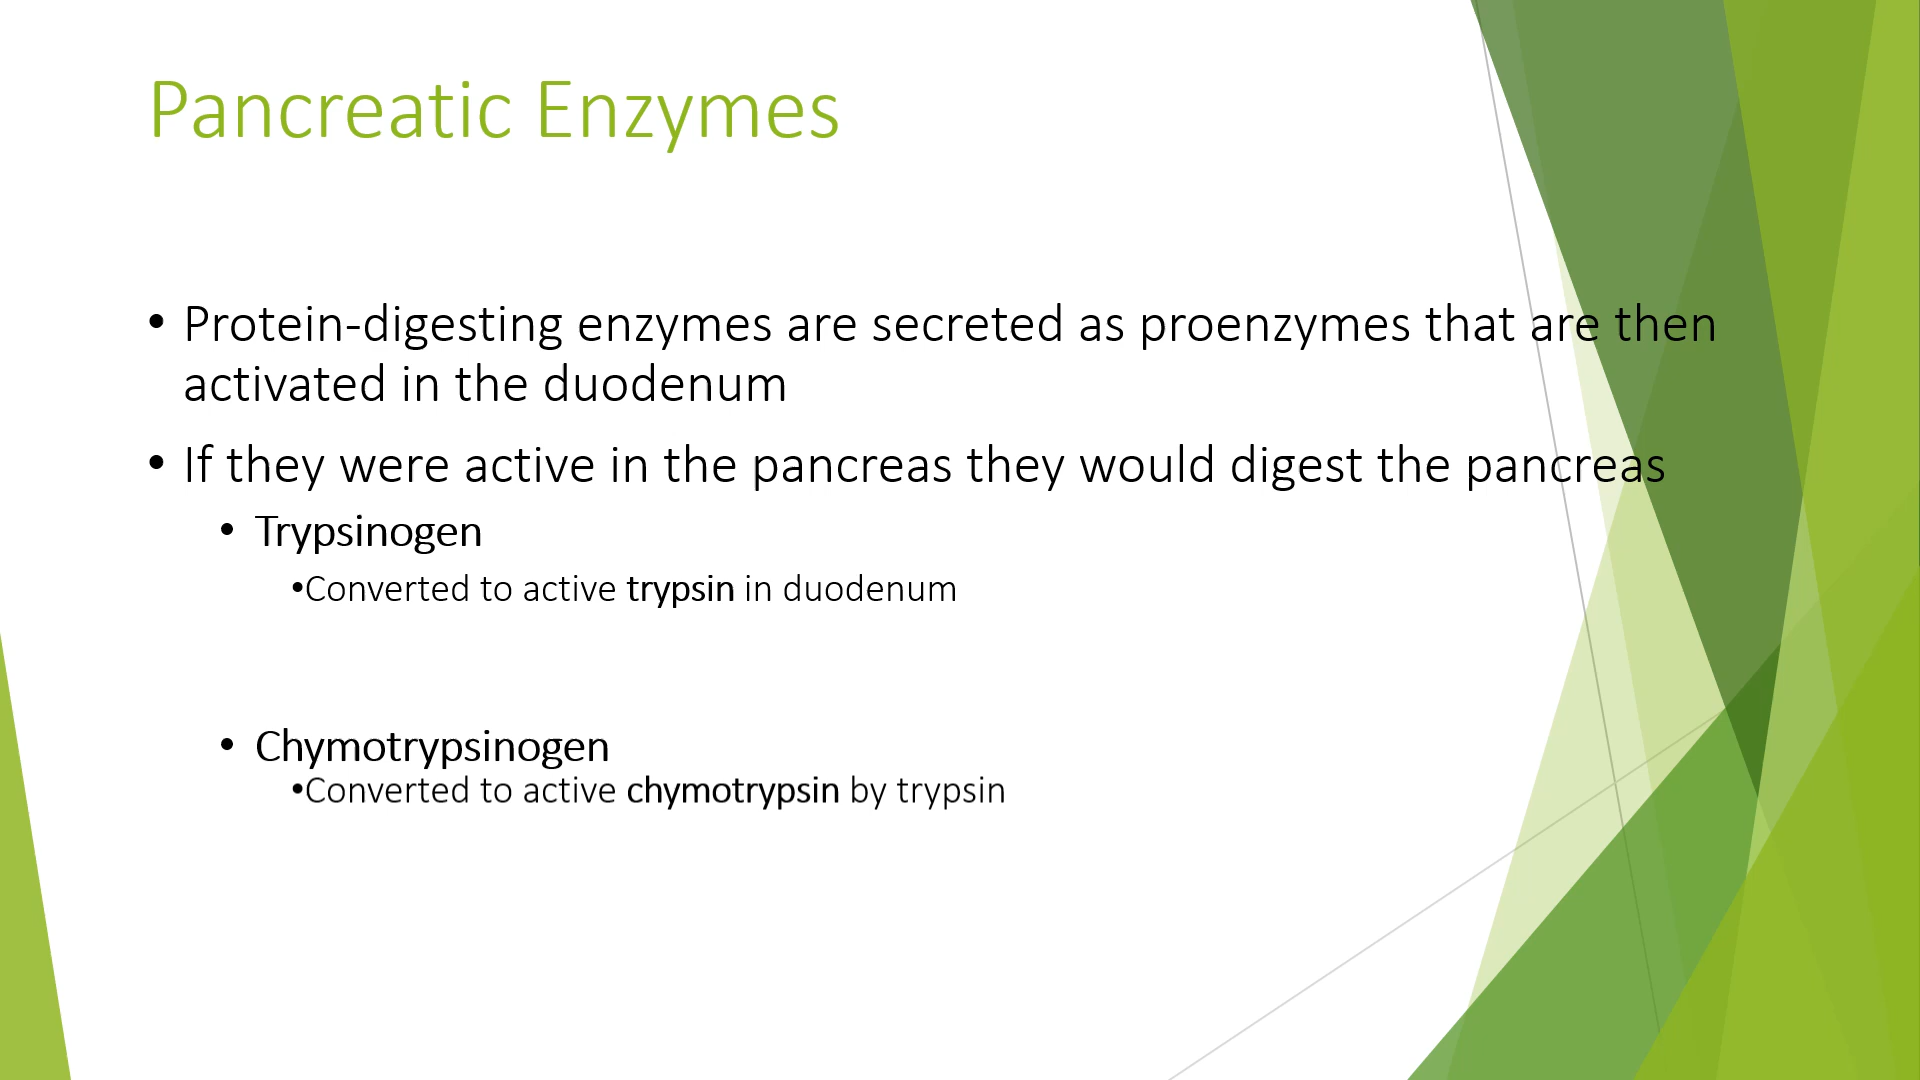 Pancreatic Enzymes
• Protein-digesting enzymes are secreted as proenzymes that are then
activated in the duodenum
• If they were active in the pancreas they would digest the pancreas
• Trypsinogen
•Converted to active trypsin in duodenum
• Chymotrypsinogen
•Converted to active chymotrypsin by trypsin